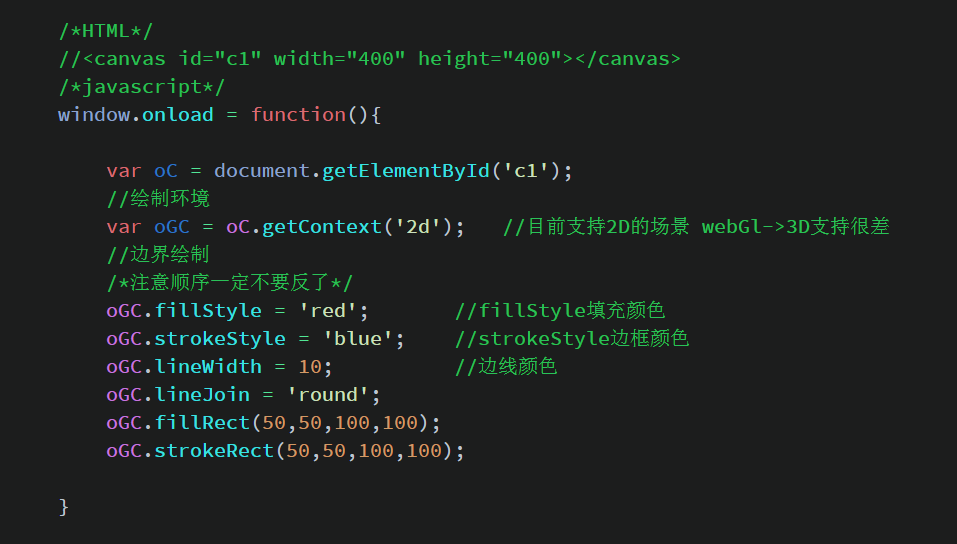 /*HTML*/
//<canvas id="c1" width="400" height="400"></canvas>
/*javascript*/
window.onload = function(){
var oC = document.getElementById('c1');
//绘制环境
var oGC = oC.getContext('2d');   //目前支持2D的场景 webGl->3D支持很差
//边界绘制
/*注意顺序一定不要反了*/
oGC.fillStyle = 'red';       //fillStyle填充颜色
oGC.strokeStyle = 'blue';    //strokeStyle边框颜色
oGC.lineWidth = 10;          //边线颜色
oGC.lineJoin = 'round';
oGC.fillRect(50,50,100,100);
oGC.strokeRect(50,50,100,100);
}